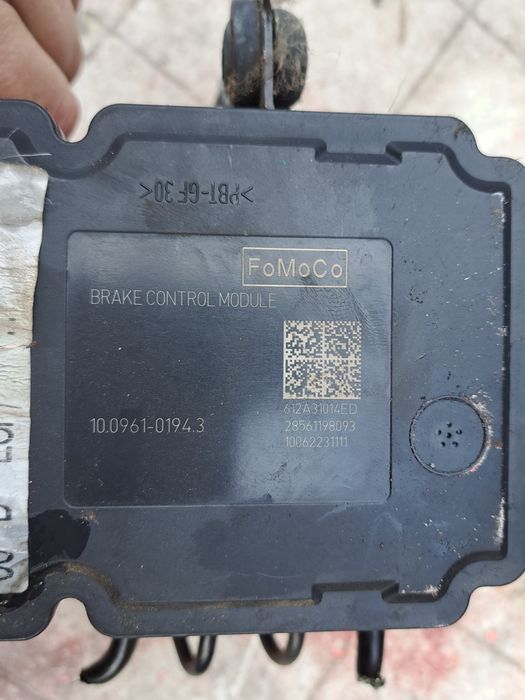 >PBT-GF30<
FoMoCo
BRAKE CONTROL MODULE
10.0961-0194.3
612A31014ED
28561198093
10062231111